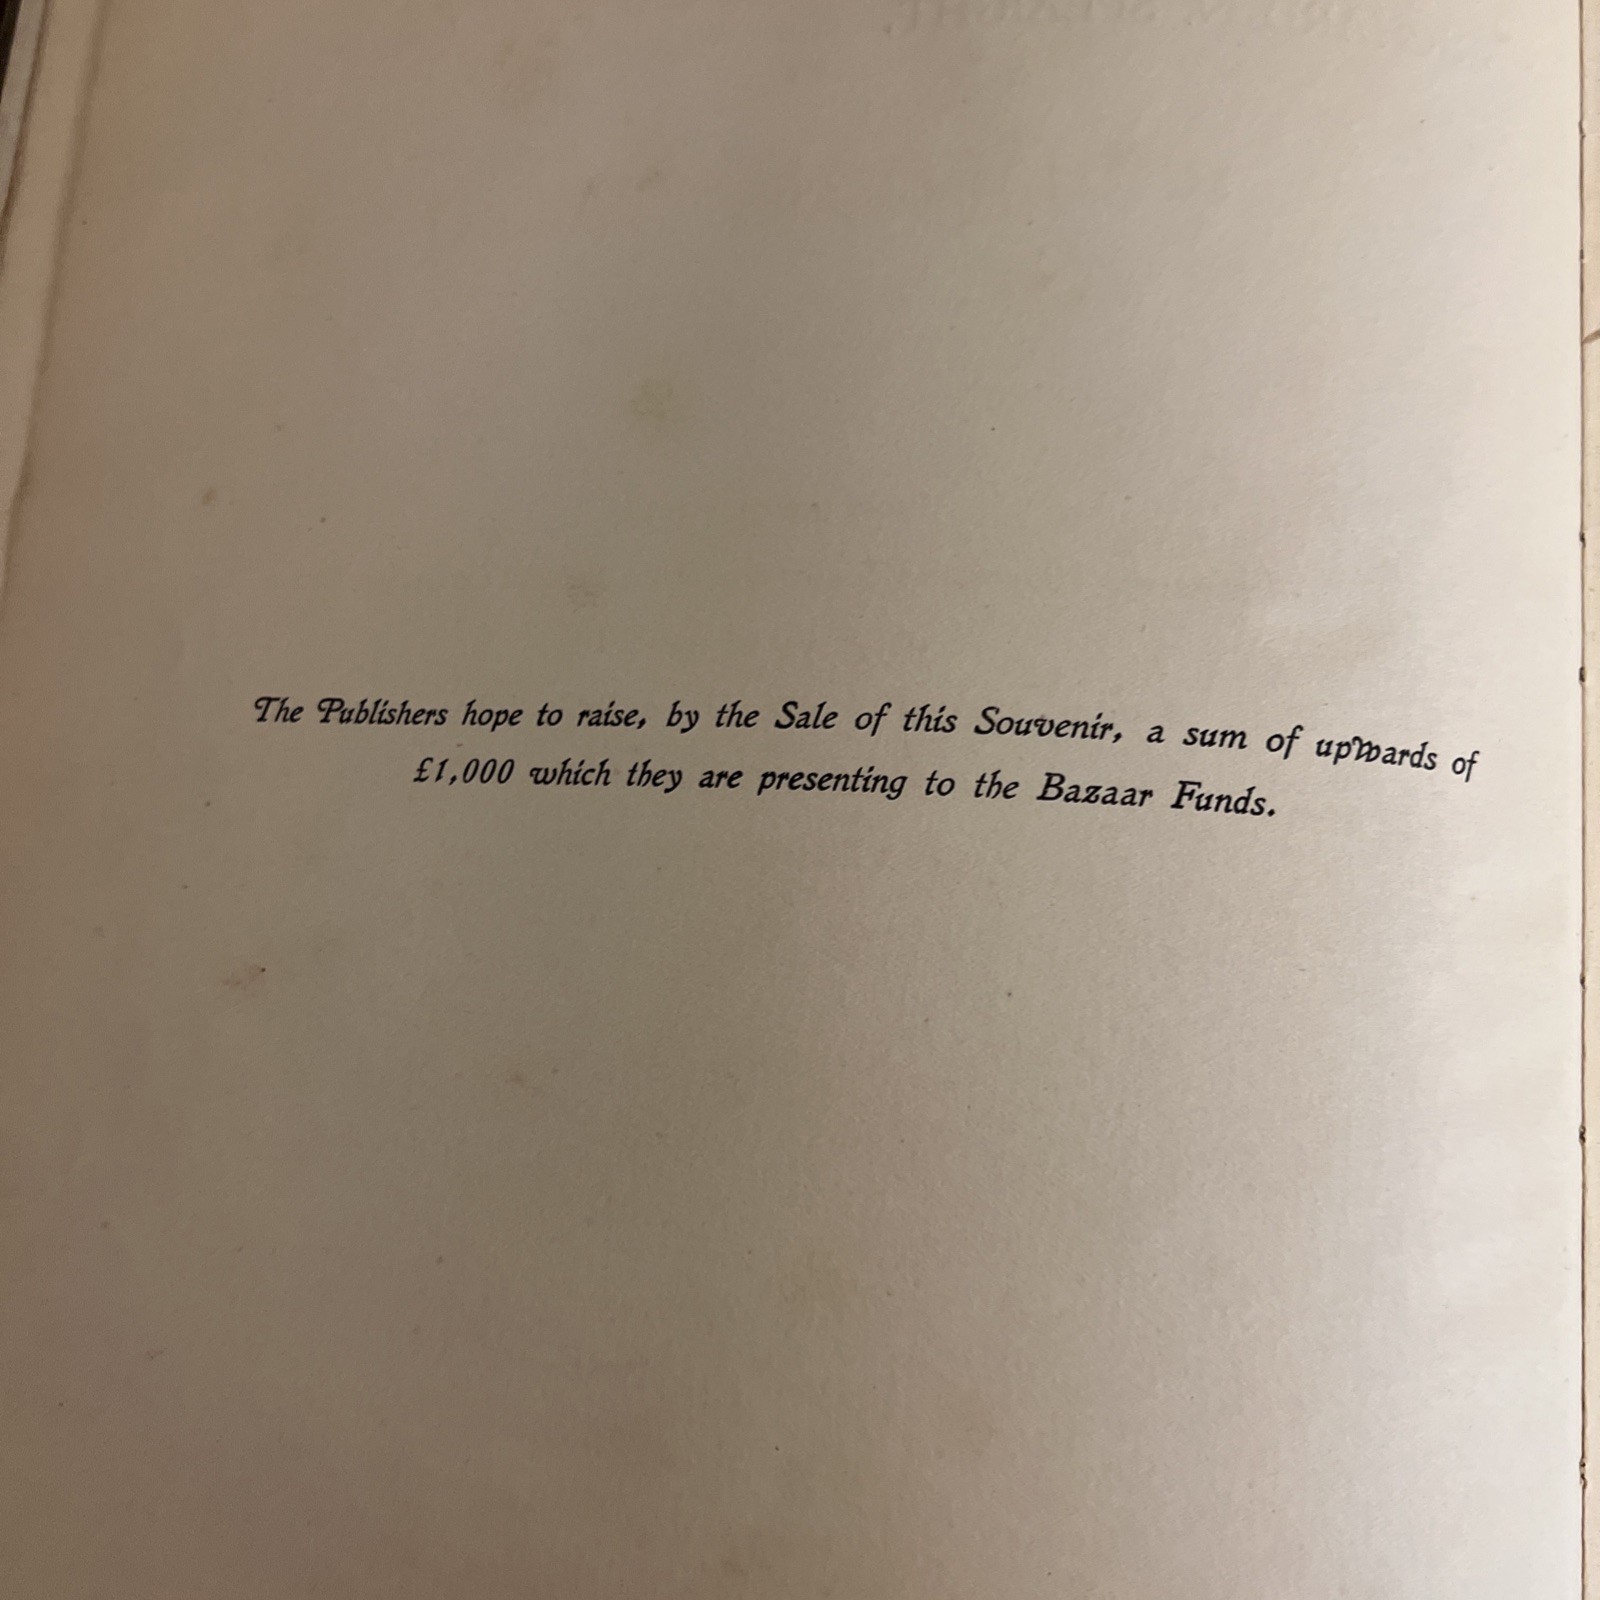 The Publishers hope to raise, by the Sale of this Souvenir, a sum of upwards of
£1,000 which they are presenting to the Bazaar Funds.